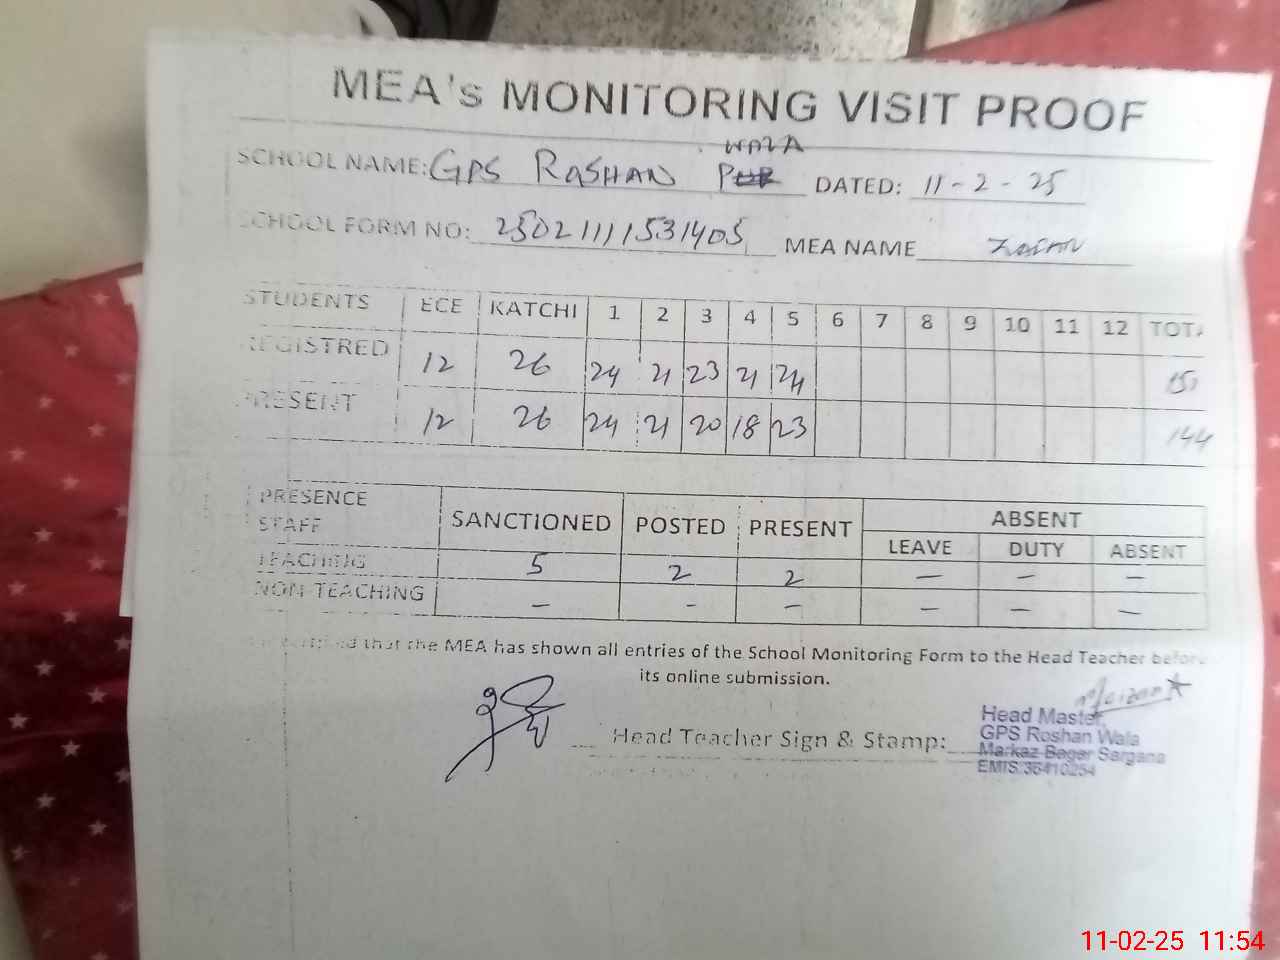 MEA's MONITORING VISIT PROOF
WALA
SCHOOL NAME: GPS ROSHAN DATED: 11-2-25
SCHOOL FORM NO: 25021111531405 MEA NAME
STUDENTS ECE KATCHI 1 2 3 4 5 6 7 8 9 10 11 12 TOTA
REGISTRED 12 26 24 21 23 21 24 151
PRESENT 12 26 24 21 20 18 23 144
PRESENCE STAFF SANCTIONED POSTED PRESENT ABSENT
LEAVE DUTY ABSENT
TEACHING 5 2 2 — — —
NON TEACHING — - — — — —
that the MEA has shown all entries of the School Monitoring Form to the Head Teacher before
its online submission.
Head Teacher Sign & Stamp:
Head Master
GPS Roshan Wala
Markaz Bager Sargana
EMIS:36410254
11-02-25 11:54